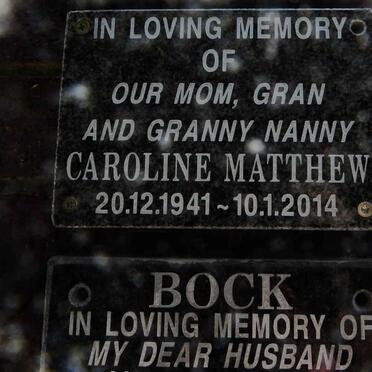 IN LOVING MEMORY
OF
OUR MOM, GRAN
AND GRANNY NANNY
CAROLINE MATTHEW
20.12.1941 ~ 10.1.2014
BOCK
IN LOVING MEMORY OF
MY DEAR HUSBAND